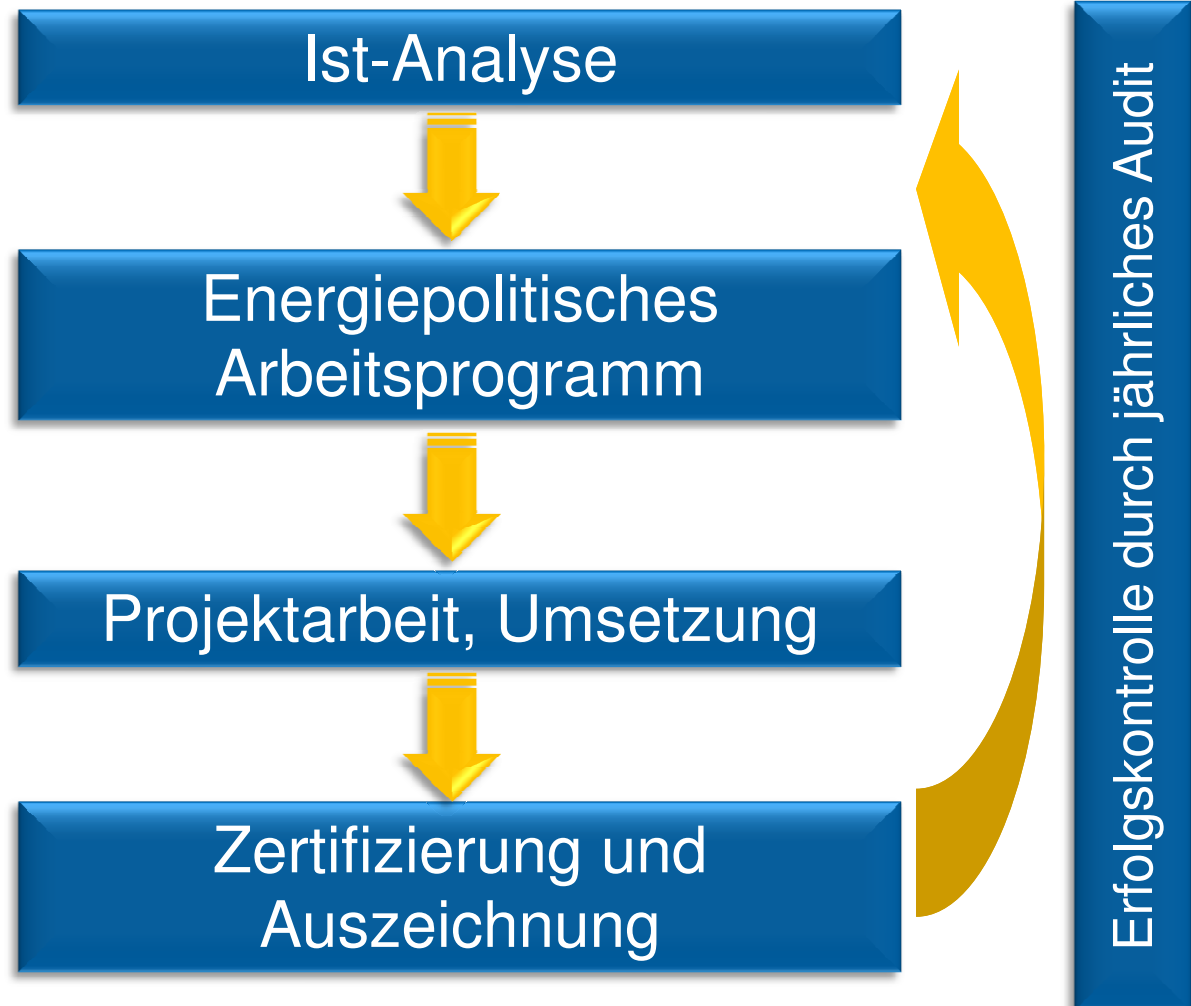 Ist-Analyse
Energiepolitisches
Arbeitsprogramm
Projektarbeit, Umsetzung
Zertifizierung und
Auszeichnung
Erfolgskontrolle durch jährliches Audit